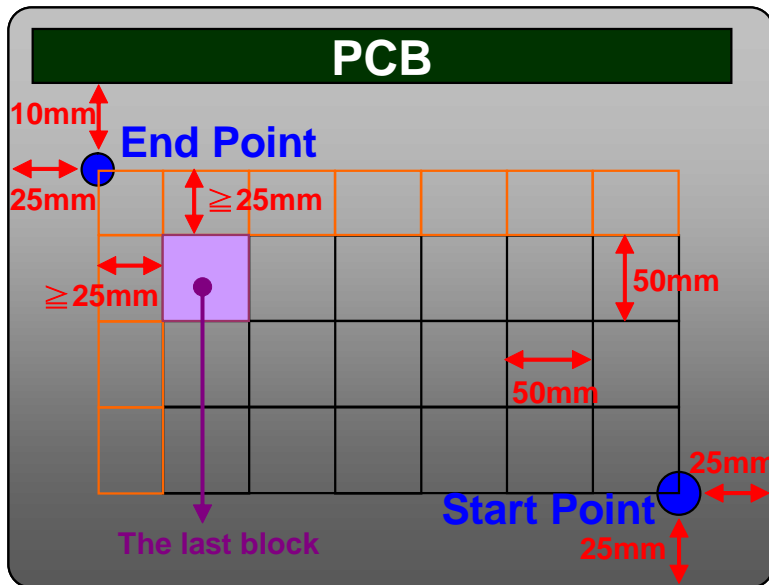 PCB
10mm
End Point
25mm
≧25mm
≧25mm
50mm
50mm
25mm
Start Point
25mm
The last block